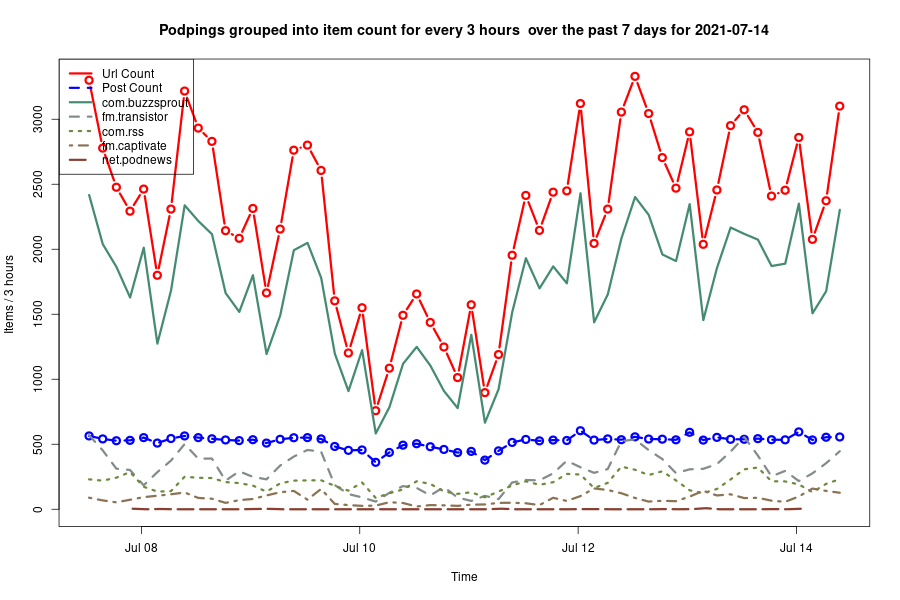 Podpings grouped into item count for every 3 hours  over the past 7 days for 2021-07-14
Url Count
Post Count
com.buzzsprout
fm.transistor
com.rss
fm.captivate
net.podnews
Items / 3 hours
3000
2500
2000
1500
1000
500
0
Jul 08
Jul 10
Jul 12
Jul 14
Time